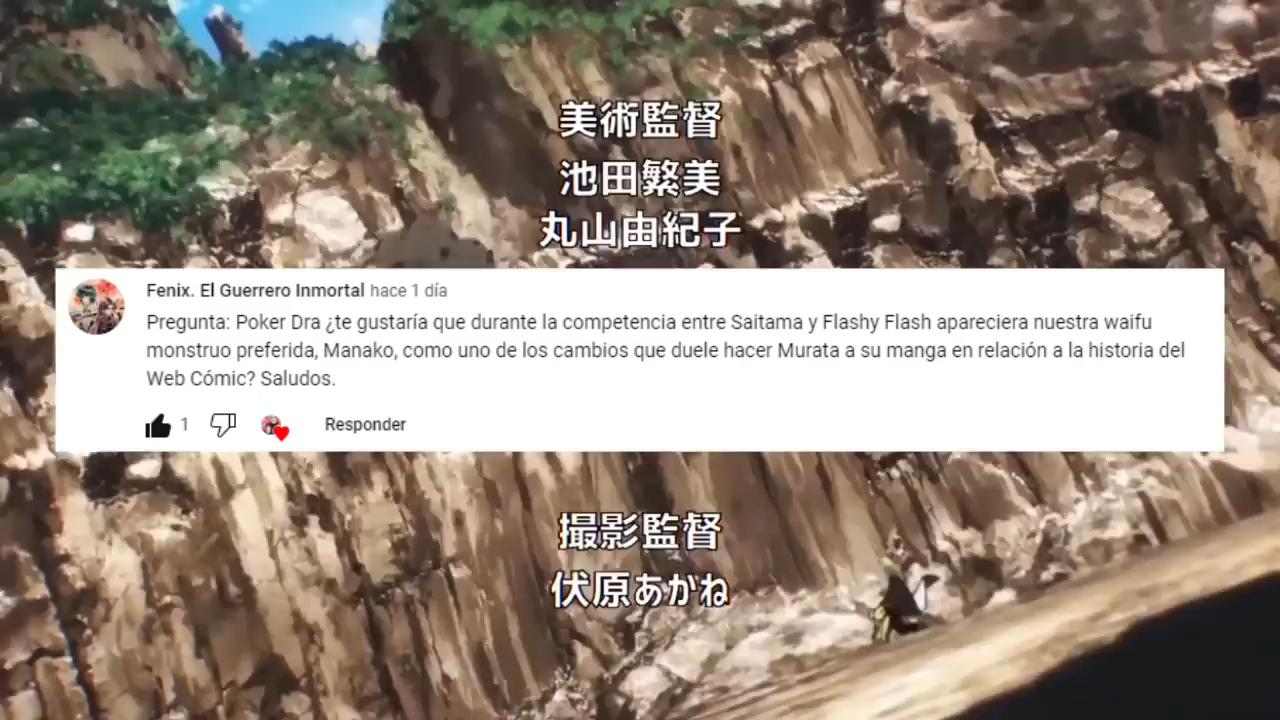 美術監督
池田繁美
丸山由紀子
Fenix. El Guerrero Inmortal hace 1 día
Pregunta: Poker Dra ¿te gustaría que durante la competencia entre Saitama y Flashy Flash apareciera nuestra waifu
monstruo preferida, Manako, como uno de los cambios que duele hacer Murata a su manga en relación a la historia del
Web Cómic? Saludos.
1 Responder
撮影監督
伏原あかね